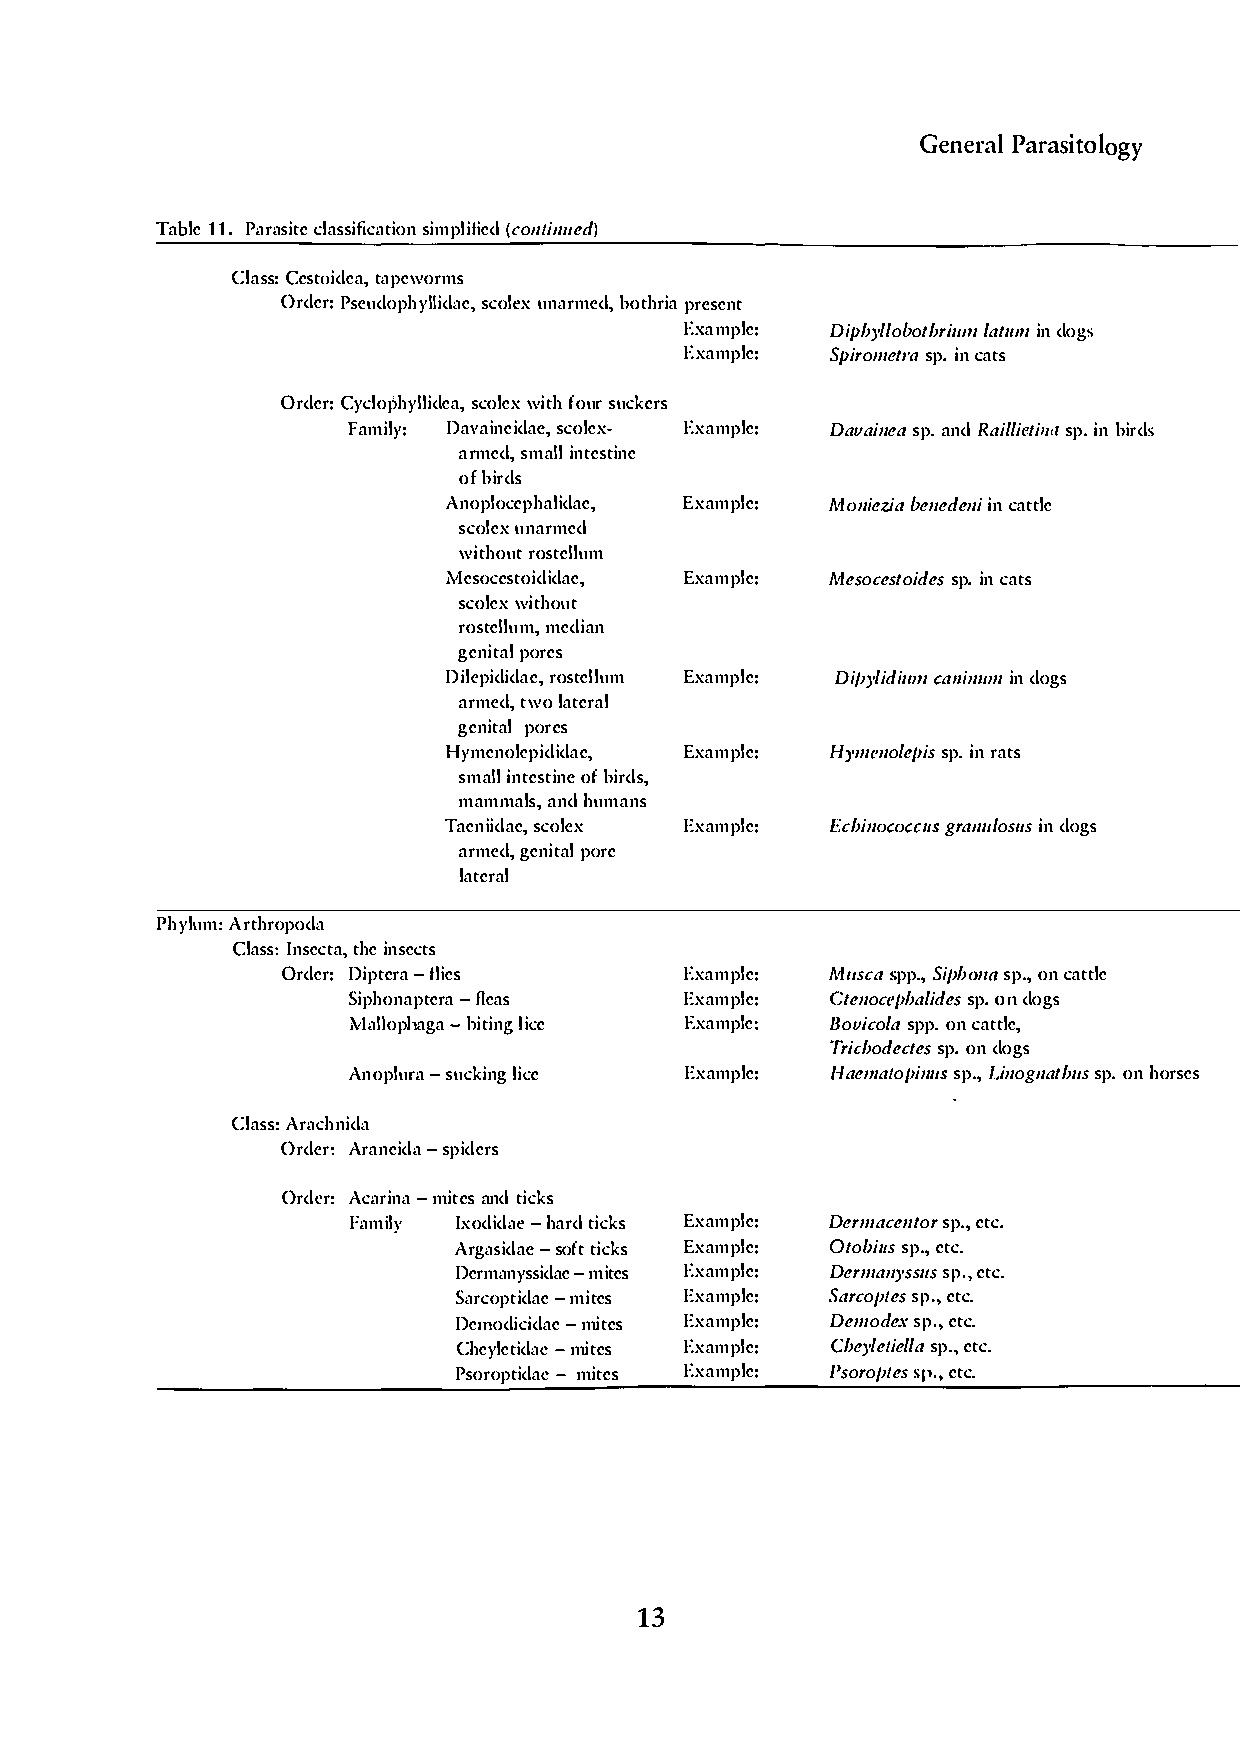 General Parasitology
Table 11. Parasite classification simplified (continued)
Class: Cestoidea, tapeworms
Order: Pseudophyllidae, scolex unarmed, bothria present
Example: Diphyllobothrium latum in dogs
Example: Spirometra sp. in cats
Order: Cyclophyllidea, scolex with four suckers
Family: Davaineidae, scolex- Example: Davainea sp. and Raillietina sp. in birds
armed, small intestine
of birds
Anoplocephalidae, Example: Moniezia benedeni in cattle
scolex unarmed
without rostellum
Mesocestoididae, Example: Mesocestoides sp. in cats
scolex without
rostellum, median
genital pores
Dilepididae, rostellum Example: Dipylidium caninum in dogs
armed, two lateral
genital pores
Hymenolepididae, Example: Hymenolepis sp. in rats
small intestine of birds,
mammals, and humans
Taeniidae, scolex Example: Echinococcus granulosus in dogs
armed, genital pore
lateral
Phylum: Arthropoda
Class: Insecta, the insects
Order: Diptera – flies Example: Musca spp., Siphona sp., on cattle
Siphonaptera – fleas Example: Ctenocephalides sp. on dogs
Mallophaga – biting lice Example: Bovicola spp. on cattle,
Trichodectes sp. on dogs
Anoplura – sucking lice Example: Haematopinus sp., Linognathus sp. on horses
Class: Arachnida
Order: Araneida – spiders
Order: Acarina – mites and ticks
Family Ixodidae – hard ticks Example: Dermacentor sp., etc.
Argasidae – soft ticks Example: Otobius sp., etc.
Dermanyssidae – mites Example: Dermanyssus sp., etc.
Sarcoptidae – mites Example: Sarcoptes sp., etc.
Demodicidae – mites Example: Demodex sp., etc.
Cheyletidae – mites Example: Cheyletiella sp., etc.
Psoroptidae – mites Example: Psoroptes sp., etc.
13